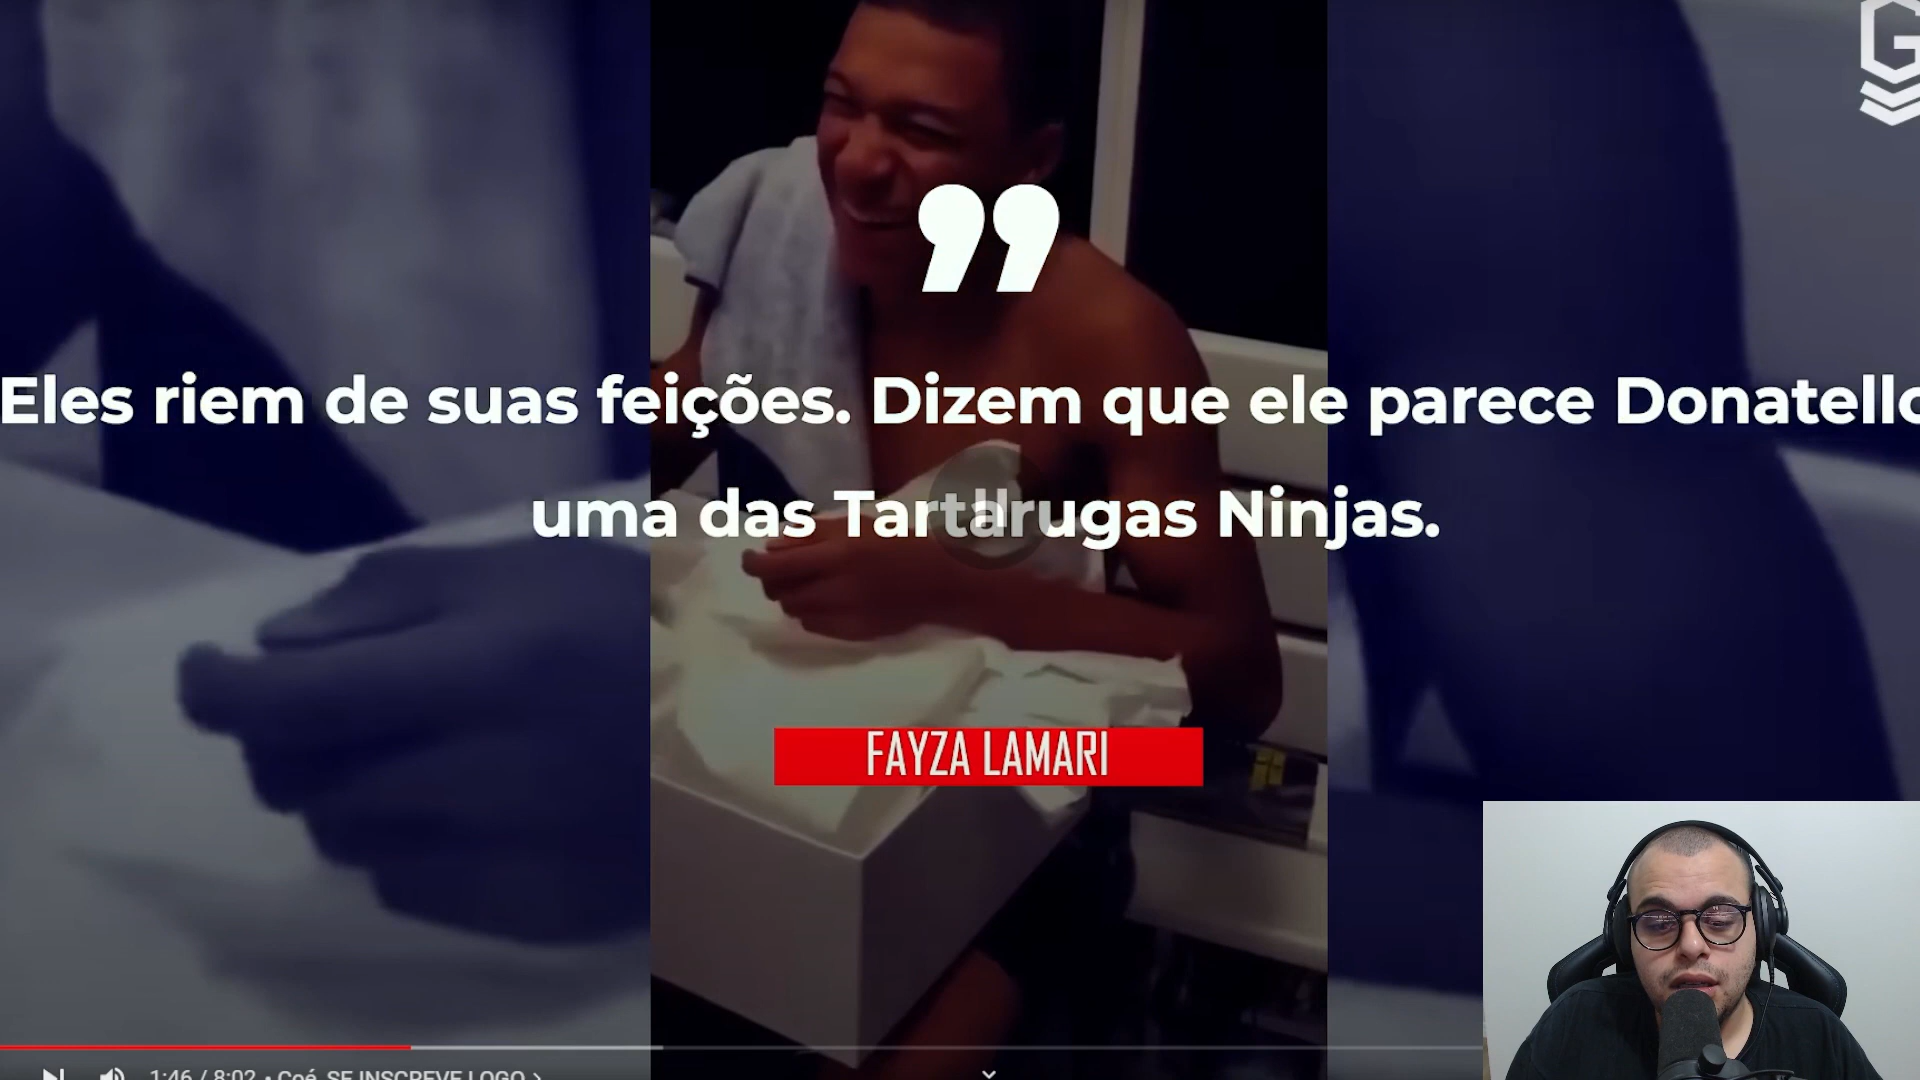 G
”
Eles riem de suas feições. Dizem que ele parece Donatello
uma das Tartarugas Ninjas.
FAYZA LAMARI
1:46 / 8:02 • Coé, SE INSCREVE LOGO >